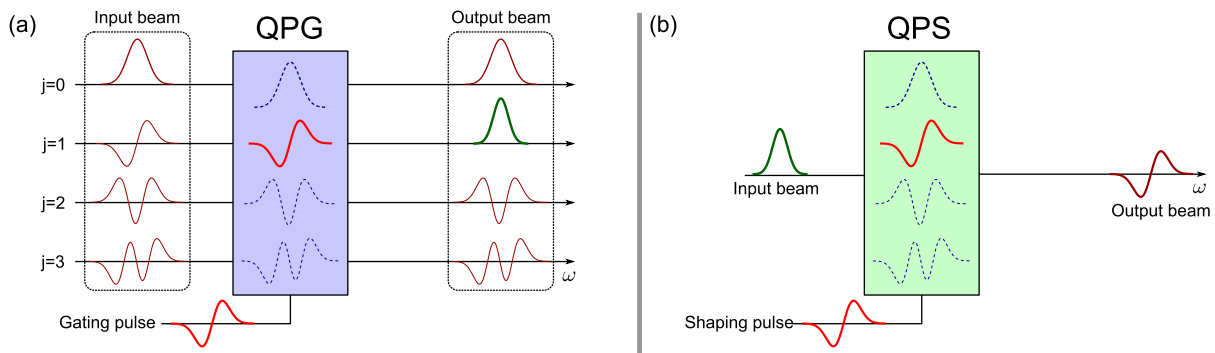 (a)
Input beam
QPG
Output beam
j=0
j=1
j=2
j=3
ω
Gating pulse
(b)
QPS
Input beam
ω
Output beam
Shaping pulse